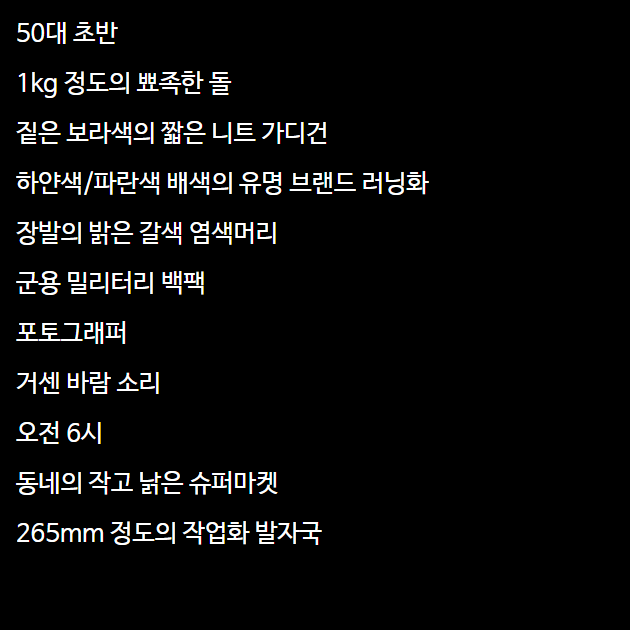 50대 초반
1kg 정도의 뾰족한 돌
짙은 보라색의 짧은 니트 가디건
하얀색/파란색 배색의 유명 브랜드 러닝화
장발의 밝은 갈색 염색머리
군용 밀리터리 백팩
포토그래퍼
거센 바람 소리
오전 6시
동네의 작고 낡은 슈퍼마켓
265mm 정도의 작업화 발자국